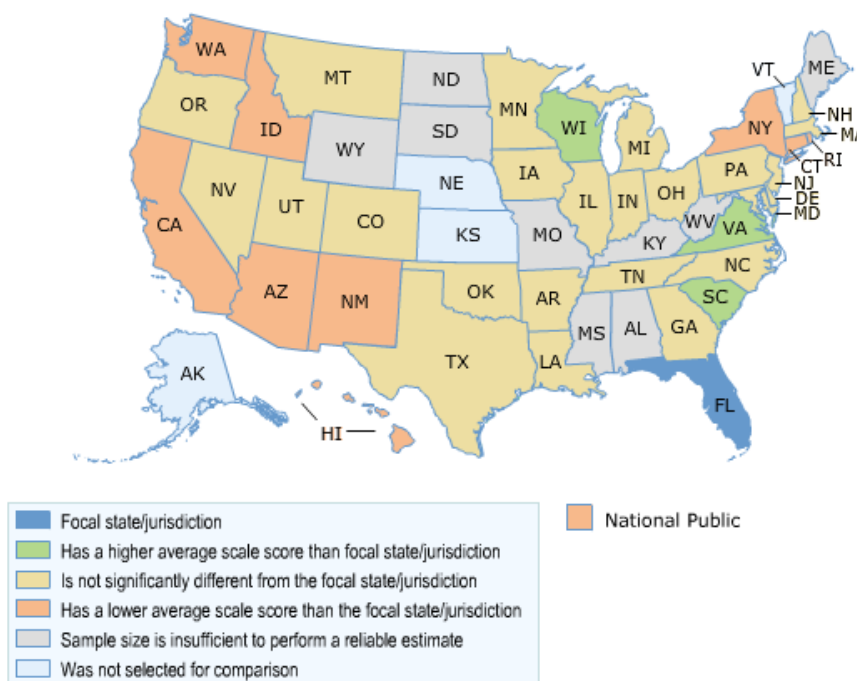 WA
MT
ND
MN
VT
ME
OR
ID
SD
WI
MI
NY
NH
MA
RI
CT
WY
IA
PA
NJ
DE
MD
NV
UT
CO
NE
IL
IN
OH
WV
VA
CA
KS
MO
KY
NC
AZ
NM
OK
AR
TN
SC
TX
LA
MS
AL
GA
AK
HI
FL
Focal state/jurisdiction
National Public
Has a higher average scale score than focal state/jurisdiction
Is not significantly different from the focal state/jurisdiction
Has a lower average scale score than the focal state/jurisdiction
Sample size is insufficient to perform a reliable estimate
Was not selected for comparison